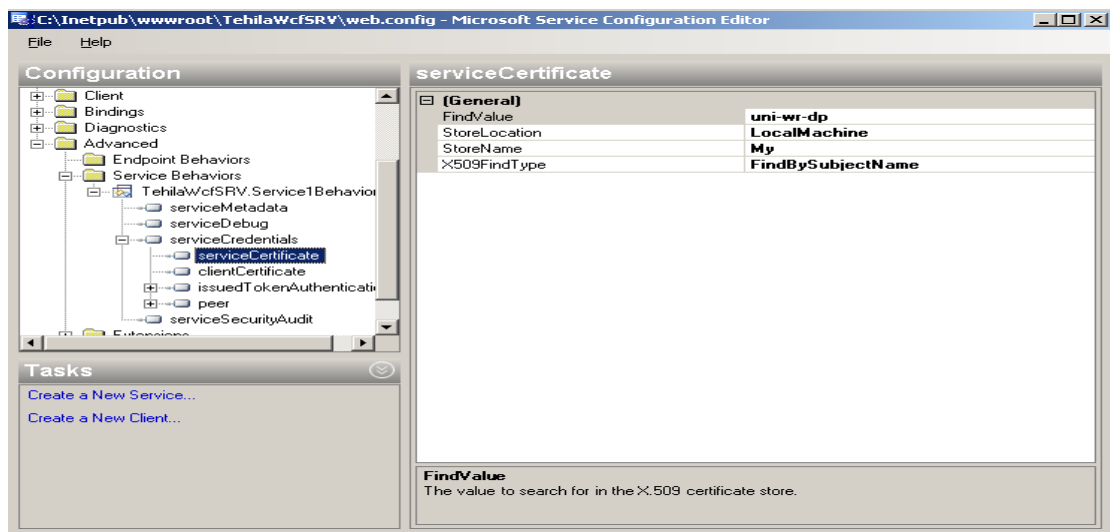 C:\Inetpub\wwwroot\TehilaWcfSRV\web.config - Microsoft Service Configuration Editor
File Help
Configuration
Client
Bindings
Diagnostics
Advanced
Endpoint Behaviors
Service Behaviors
TehilaWcfSRV.Service1Behavior
serviceMetadata
serviceDebug
serviceCredentials
serviceCertificate
clientCertificate
issuedTokenAuthenticati
peer
serviceSecurityAudit
Extensions
Tasks
Create a New Service...
Create a New Client...
serviceCertificate
(General)
FindValue uni-wr-dp
StoreLocation LocalMachine
StoreName My
X509FindType FindBySubjectName
FindValue
The value to search for in the X.509 certificate store.